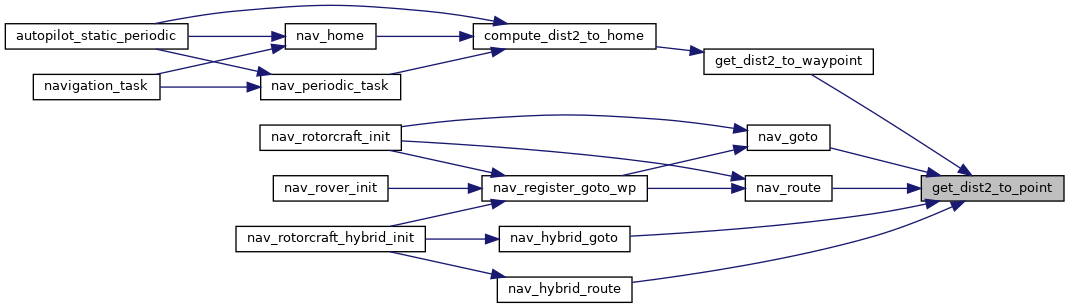 autopilot_static_periodic
nav_home
compute_dist2_to_home
get_dist2_to_waypoint
navigation_task
nav_periodic_task
nav_rotorcraft_init
nav_goto
nav_rover_init
nav_register_goto_wp
nav_route
get_dist2_to_point
nav_rotorcraft_hybrid_init
nav_hybrid_goto
nav_hybrid_route